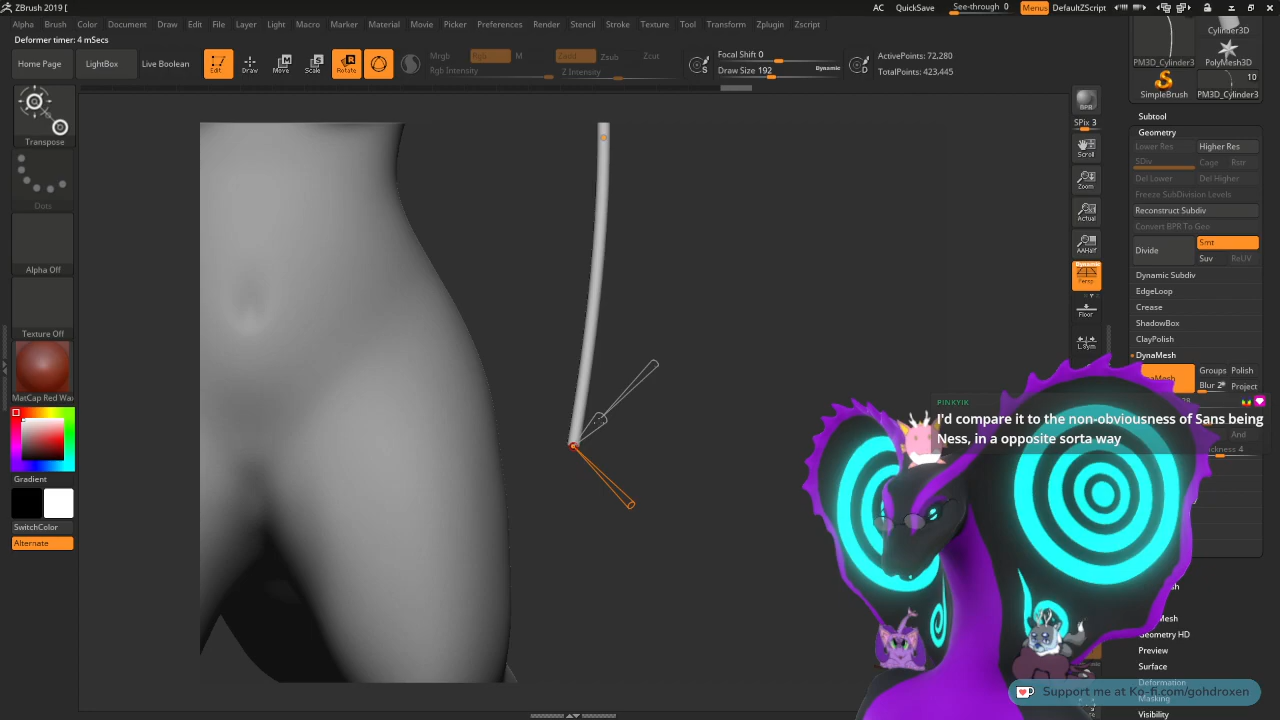 ZBrush 2019 [
AC QuickSave See-through 0 Menus DefaultZScript
Alpha Brush Color Document Draw Edit File Layer Light Macro Marker Material Movie Picker Preferences Render Stencil Stroke Texture Tool Transform Zplugin Zscript
Deformer timer: 4 mSecs
Home Page LightBox Live Boolean Edit Draw Move Scale Rotate
Mrgb Rgb M Zadd Zsub Zcut
Rgb Intensity Z Intensity
Focal Shift 0
Draw Size 192 Dynamic
S D
ActivePoints: 72,280
TotalPoints: 423,445
Transpose
Dots
Alpha Off
Texture Off
MatCap Red Wax
Gradient
SwitchColor
Alternate
BPR
SPix 3
Scroll
Zoom
Actual
AAHalf
Dynamic
Persp
Floor
L.Sym
Cylinder3D
PM3D_Cylinder3 PolyMesh3D
10
SimpleBrush PM3D_Cylinder3
Subtool
Geometry
Lower Res Higher Res
SDiv Cage Rstr
Del Lower Del Higher
Freeze SubDivision Levels
Reconstruct Subdiv
Convert BPR To Geo
Divide Smt
Suv ReUV
Dynamic Subdiv
EdgeLoop
Crease
ShadowBox
ClayPolish
DynaMesh
Groups Polish
Blur 2 Project
And
PINKYIK
I'd compare it to the non-obviousness of Sans being
Ness, in a opposite sorta way
Geometry HD
Preview
Surface
Deformation
Masking
Visibility
Support me at Ko-fi.com/gohdroxen